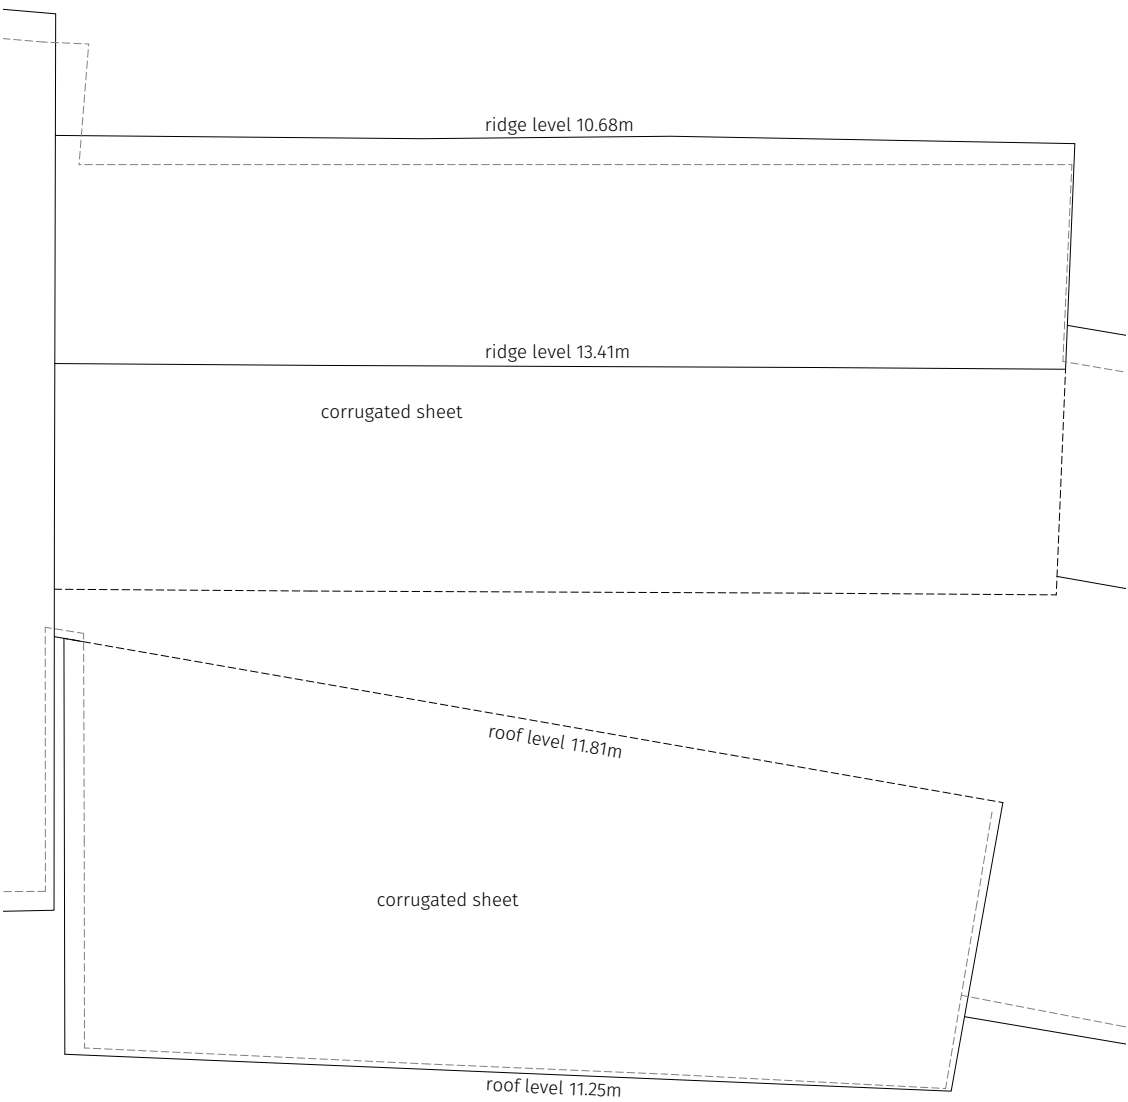 ridge level 10.68m
ridge level 13.41m
corrugated sheet
roof level 11.81m
corrugated sheet
roof level 11.25m